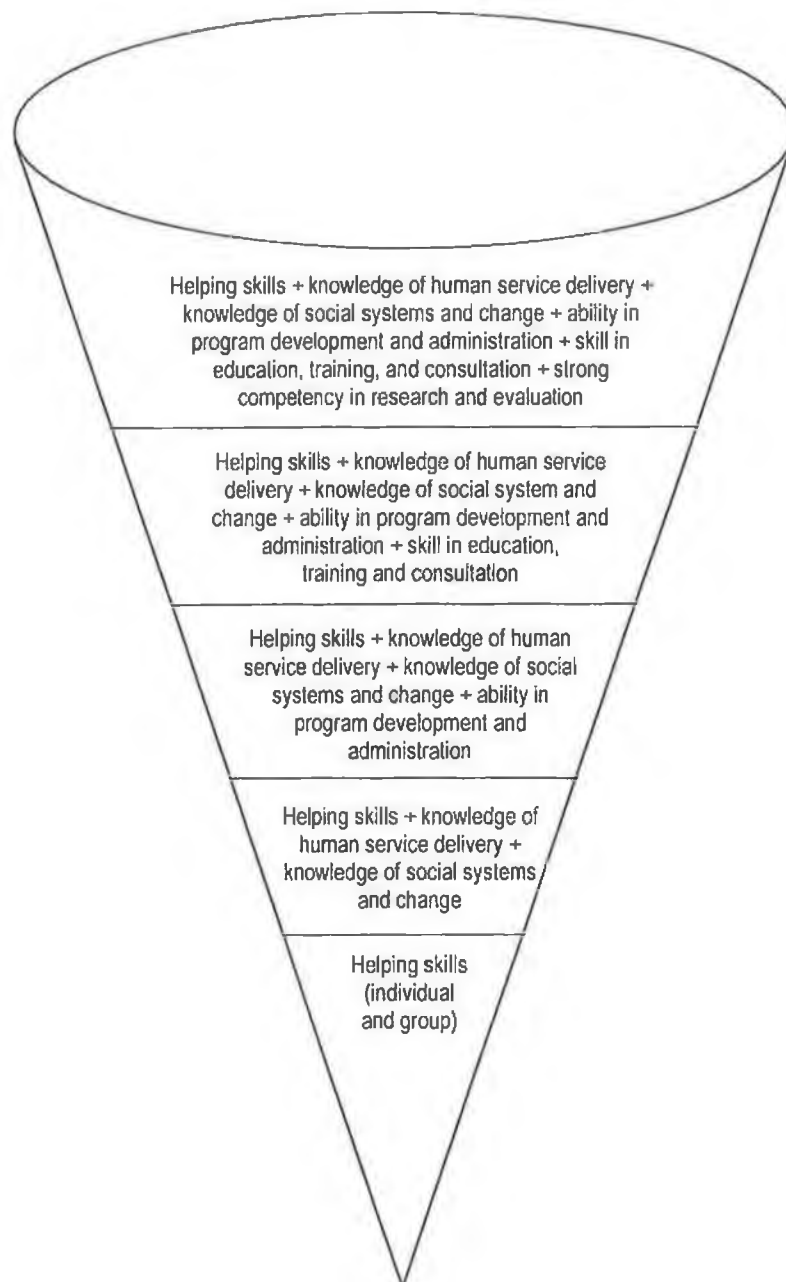 Helping skills + knowledge of human service delivery +
knowledge of social systems and change + ability in
program development and administration + skill in
education, training, and consultation + strong
competency in research and evaluation
Helping skills + knowledge of human service
delivery + knowledge of social system and
change + ability in program development and
administration + skill in education,
training and consultation
Helping skills + knowledge of human
service delivery + knowledge of social
systems and change + ability in
program development and
administration
Helping skills + knowledge of
human service delivery +
knowledge of social systems
and change
Helping skills
(individual
and group)